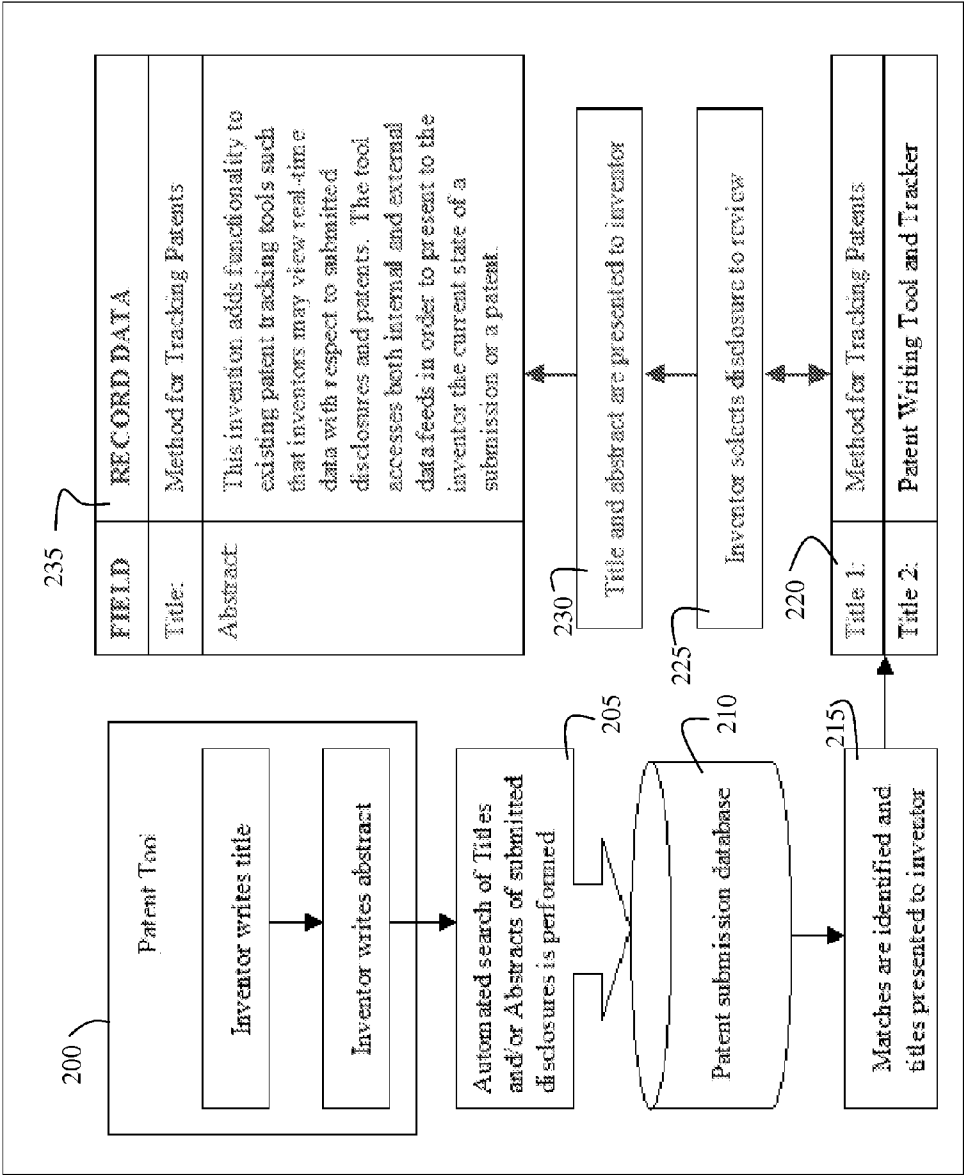 200
Patent Tool
Inventor writes title
Inventor writes abstract
Automated search of Titles
and/or Abstracts of submitted
disclosures is performed
205
Patent submission database
210
Matches are identified and
titles presented to inventor
215
235
FIELD RECORD DATA
Title: Method for Tracking Patents
Abstract: This invention adds functionality to
existing patent tracking tools such
that inventors may view real-time
data with respect to submitted
disclosures and patents. The tool
accesses both internal and external
data feeds in order to present to the
inventor the current state of a
submission or a patent.
Title and abstract are presented to inventor
230
Inventor selects disclosure to review
225
220
Title 1: Method for Tracking Patents
Title 2: Patent Writing Tool and Tracker